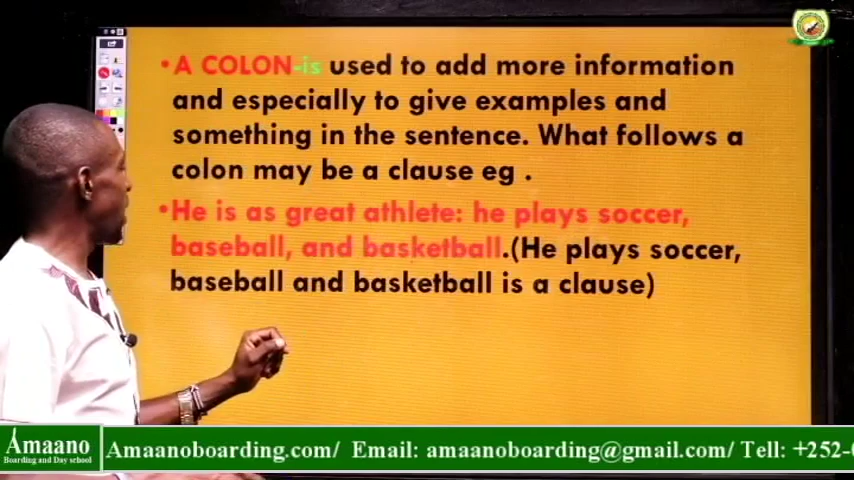 • A COLON-is used to add more information
and especially to give examples and
something in the sentence. What follows a
colon may be a clause eg .
• He is as great athlete: he plays soccer,
baseball, and basketball.(He plays soccer,
baseball and basketball is a clause)
Amaano
Boarding and Day school
Amaanoboarding.com/ Email: amaanoboarding@gmail.com/ Tell: +252-